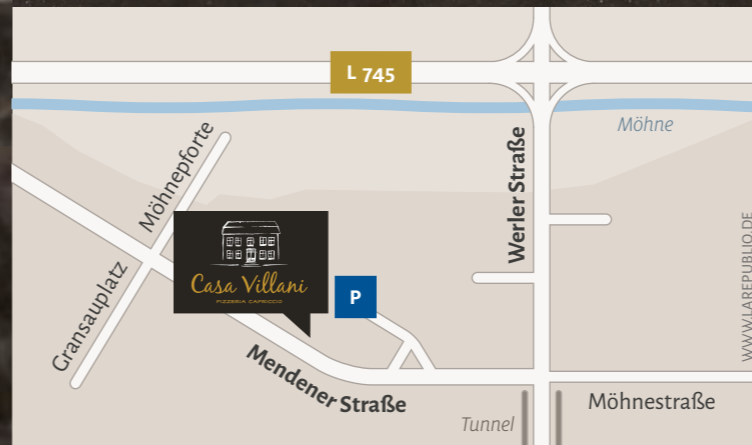 L 745
Möhne
Möhnepforte
Werler Straße
Casa Villani
PIZZERIA CAPRICCIO
P
Gransauplatz
WWW.LAREPUBLIO.DE
Mendener Straße
Möhnestraße
Tunnel